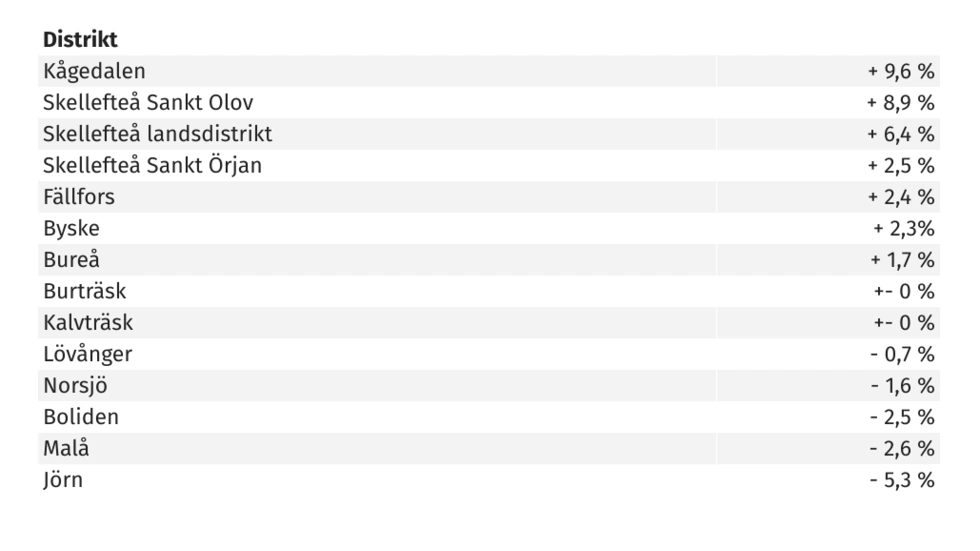 Distrikt
Kågedalen + 9,6 %
Skellefteå Sankt Olov + 8,9 %
Skellefteå landsdistrikt + 6,4 %
Skellefteå Sankt Örjan + 2,5 %
Fällfors + 2,4 %
Byske + 2,3%
Bureå + 1,7 %
Burträsk +- 0 %
Kalvträsk +- 0 %
Lövånger - 0,7 %
Norsjö - 1,6 %
Boliden - 2,5 %
Malå - 2,6 %
Jörn - 5,3 %